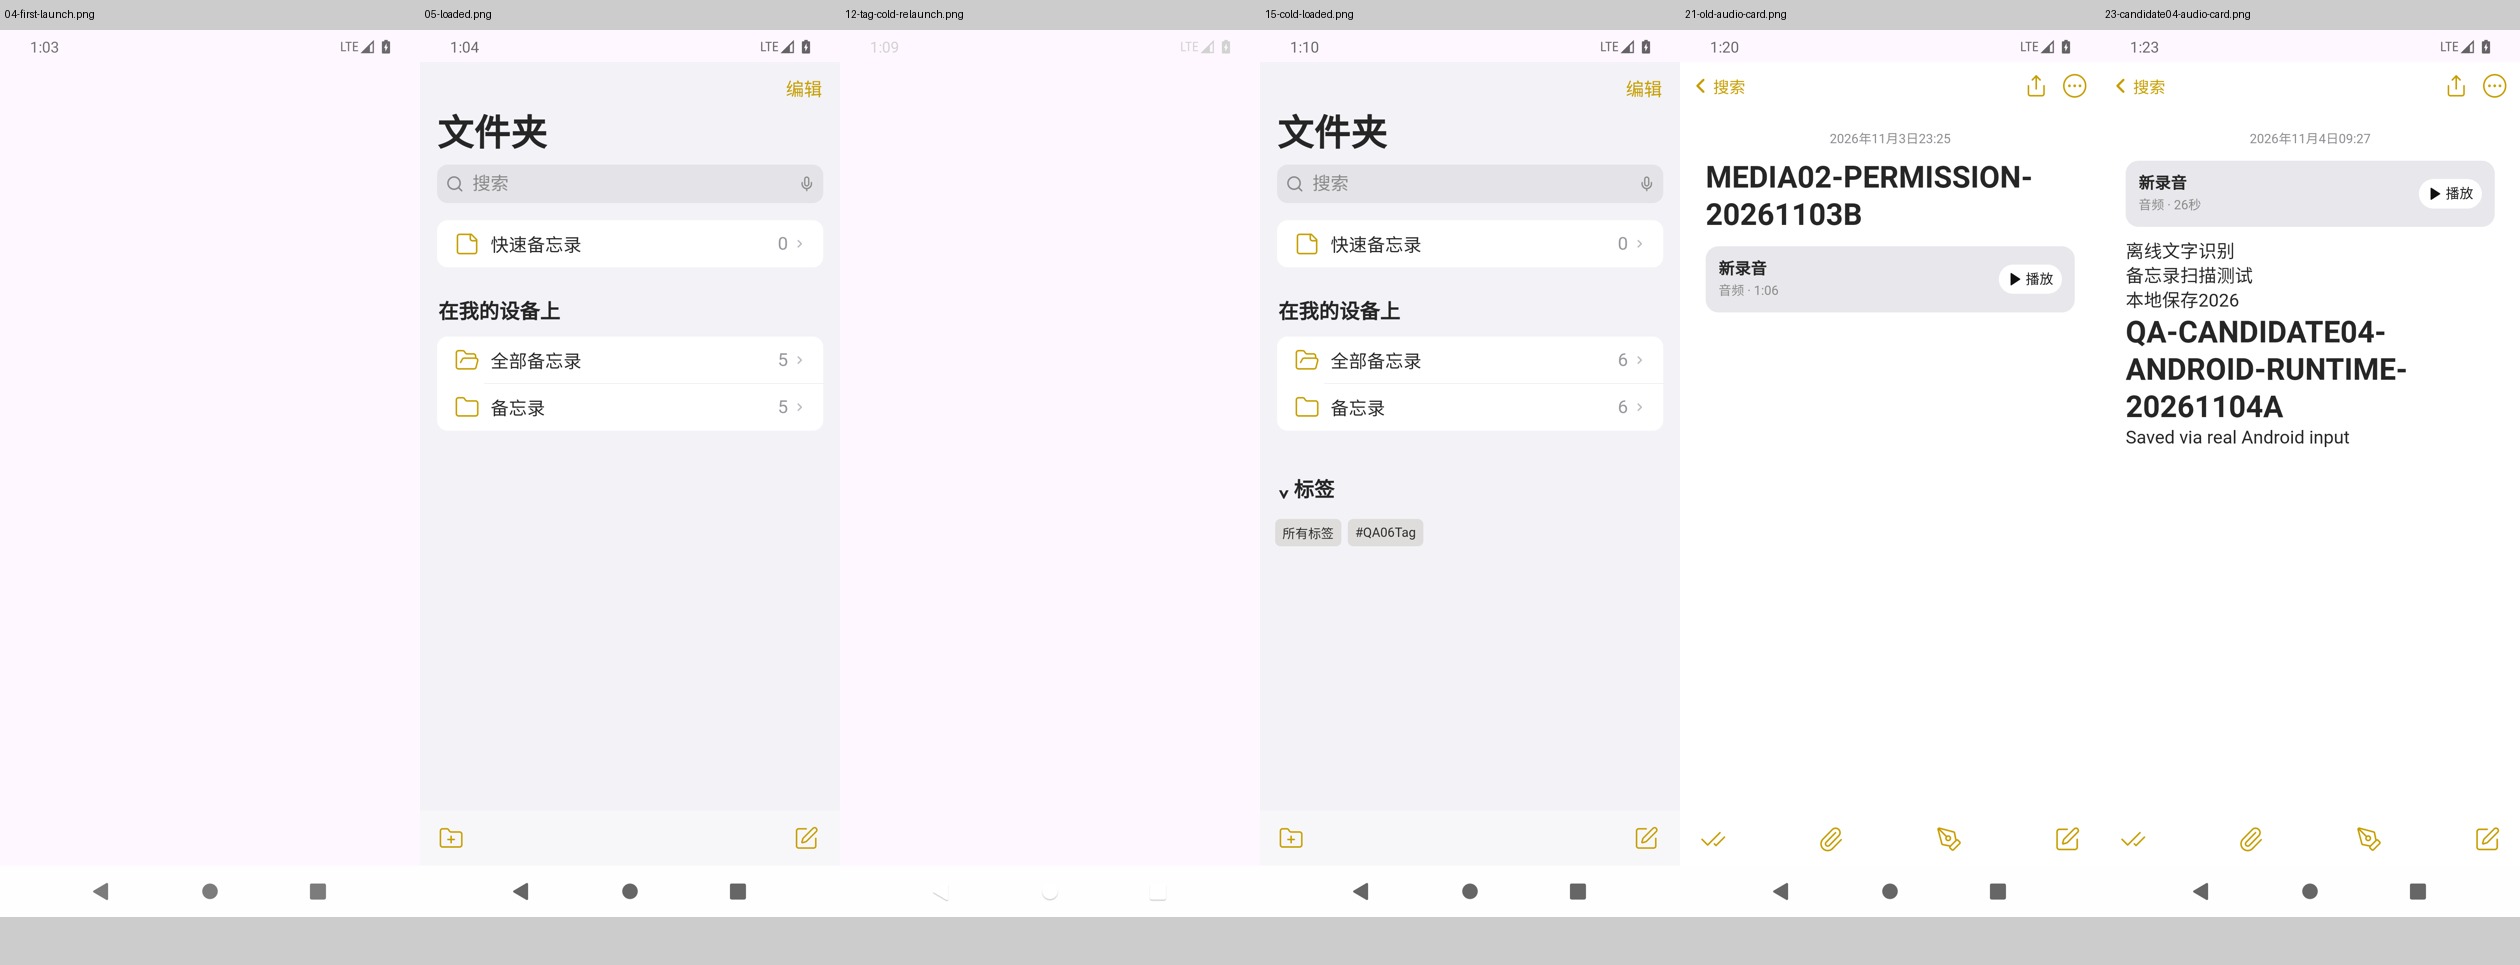 04-first-launch.png
1:03
LTE
05-loaded.png
1:04
LTE
编辑
文件夹
搜索
快速备忘录 0
在我的设备上
全部备忘录 5
备忘录 5
12-tag-cold-relaunch.png
1:09
LTE
15-cold-loaded.png
1:10
LTE
编辑
文件夹
搜索
快速备忘录 0
在我的设备上
全部备忘录 6
备忘录 6
标签
所有标签 #QA06Tag
21-old-audio-card.png
1:20
LTE
搜索
2026年11月3日23:25
MEDIA02-PERMISSION-
20261103B
新录音
音频 · 1:06
播放
23-candidate04-audio-card.png
1:23
LTE
搜索
2026年11月4日09:27
新录音
音频 · 26秒
播放
离线文字识别
备忘录扫描测试
本地保存2026
QA-CANDIDATE04-
ANDROID-RUNTIME-
20261104A
Saved via real Android input